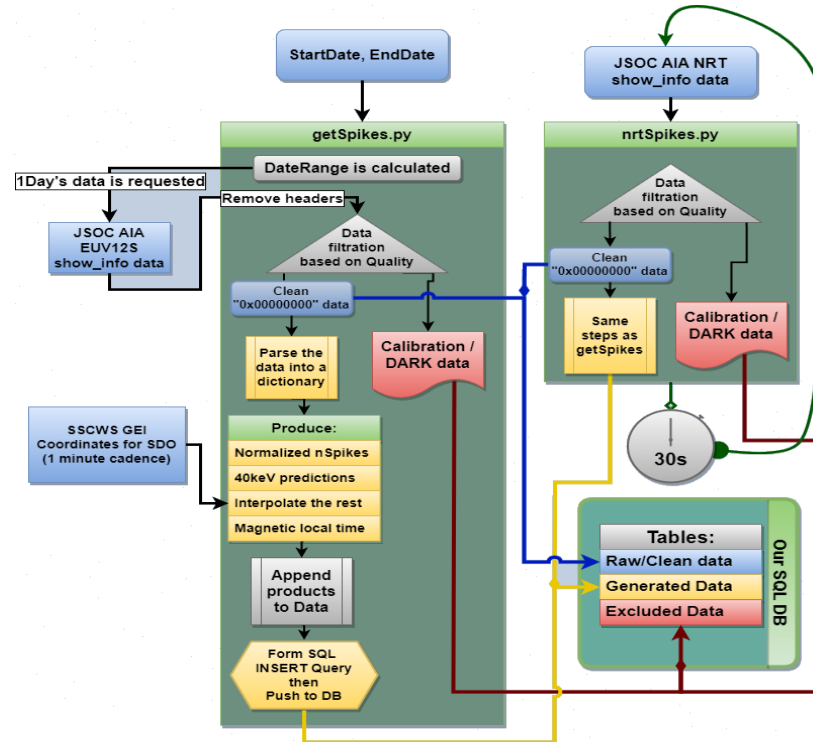 StartDate, EndDate
JSOC AIA NRT
show_info data
getSpikes.py
nrtSpikes.py
DateRange is calculated
1Day's data is requested
Remove headers
JSOC AIA
EUV12S
show_info data
Data
filtration
based on Quality
Clean
"0x00000000" data
Parse the
data into a
dictionary
Calibration /
DARK data
SSCWS GEI
Coordinates for SDO
(1 minute cadence)
Produce:
Normalized nSpikes
40keV predictions
Interpolate the rest
Magnetic local time
Append
products
to Data
Form SQL
INSERT Query
then
Push to DB
Data
filtration
based on Quality
Clean
"0x00000000" data
Same
steps as
getSpikes
Calibration /
DARK data
30s
Tables:
Raw/Clean data
Generated Data
Excluded Data
Our SQL DB